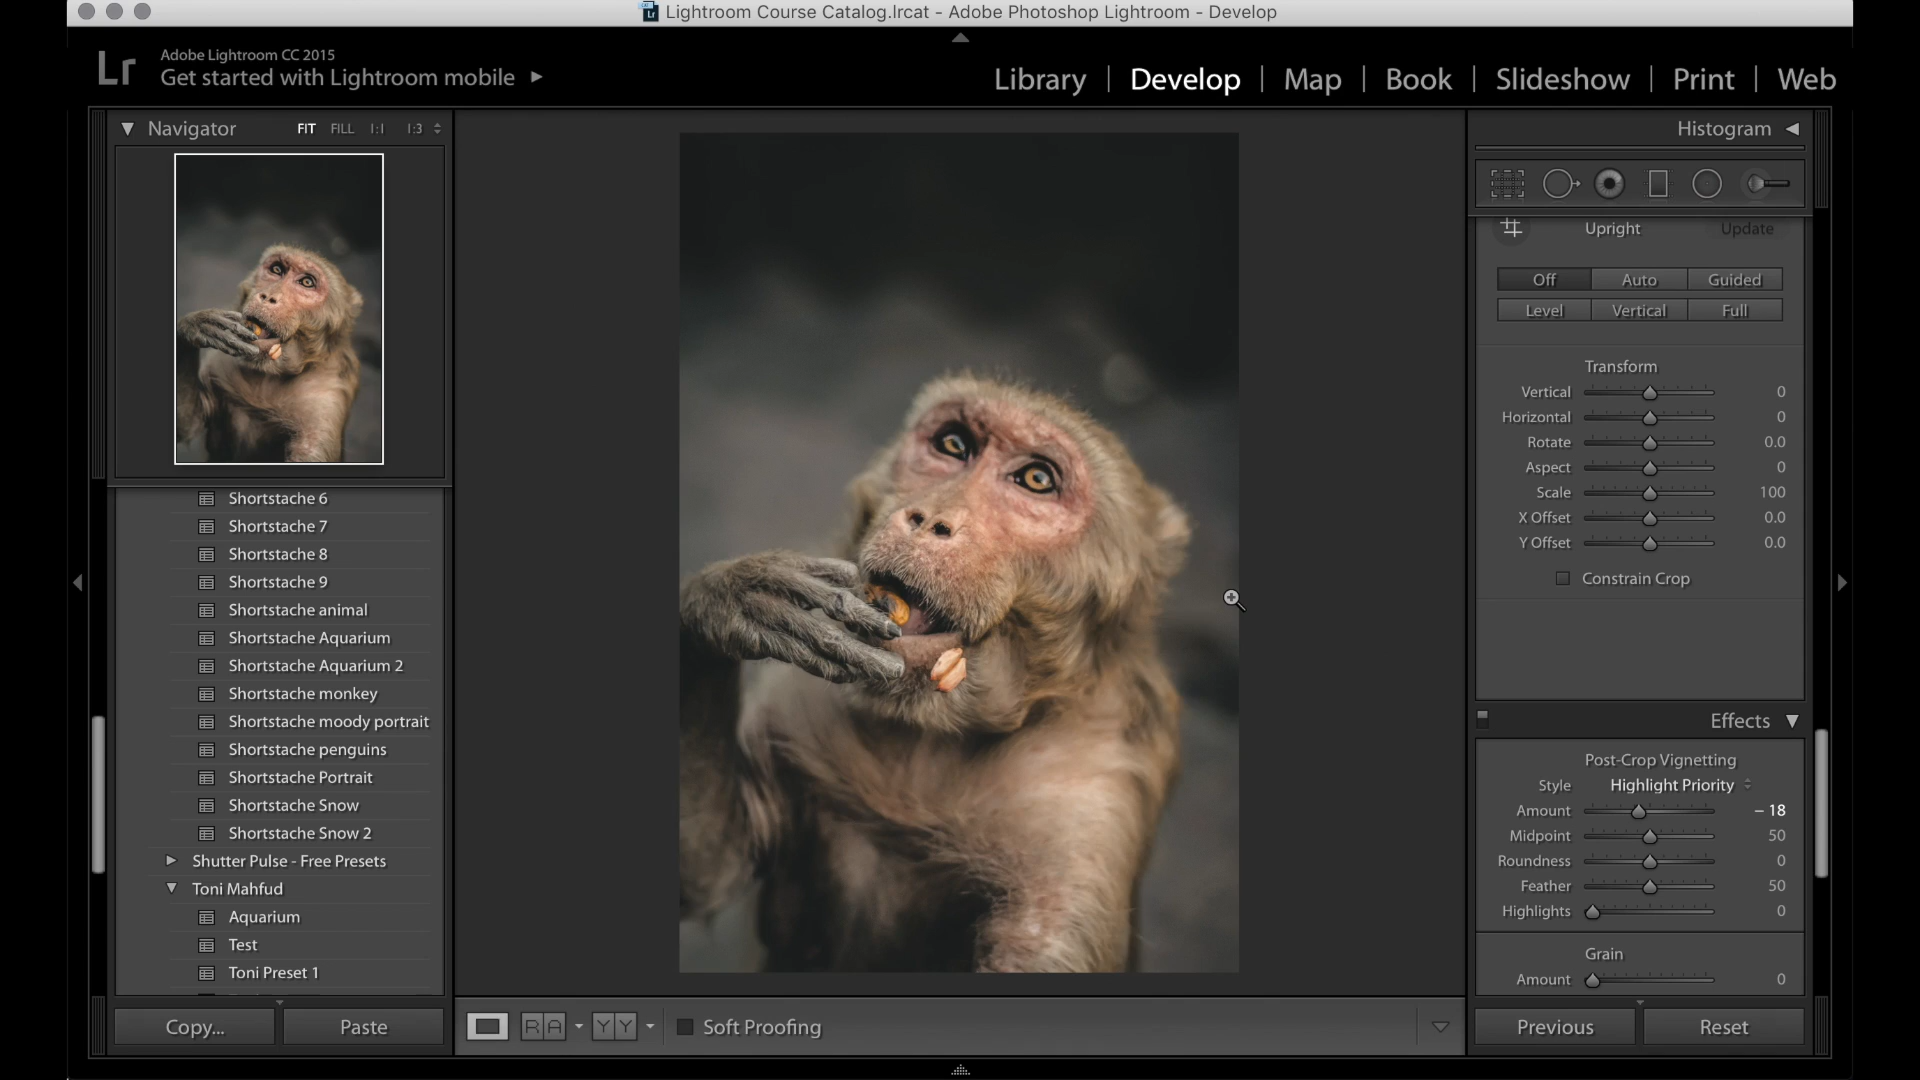 Lightroom Course Catalog.lrcat - Adobe Photoshop Lightroom - Develop
Lr
Adobe Lightroom CC 2015
Get started with Lightroom mobile
Library | Develop | Map | Book | Slideshow | Print | Web
Navigator FIT FILL 1:1 1:3
Shortstache 6
Shortstache 7
Shortstache 8
Shortstache 9
Shortstache animal
Shortstache Aquarium
Shortstache Aquarium 2
Shortstache monkey
Shortstache moody portrait
Shortstache penguins
Shortstache Portrait
Shortstache Snow
Shortstache Snow 2
Shutter Pulse - Free Presets
Toni Mahfud
Aquarium
Test
Toni Preset 1
Copy... Paste
R A Y Y Soft Proofing
Histogram
Upright Update
Off Auto Guided
Level Vertical Full
Transform
Vertical 0
Horizontal 0
Rotate 0.0
Aspect 0
Scale 100
X Offset 0.0
Y Offset 0.0
Constrain Crop
Effects
Post-Crop Vignetting
Style Highlight Priority
Amount – 18
Midpoint 50
Roundness 0
Feather 50
Highlights 0
Grain
Amount 0
Previous Reset